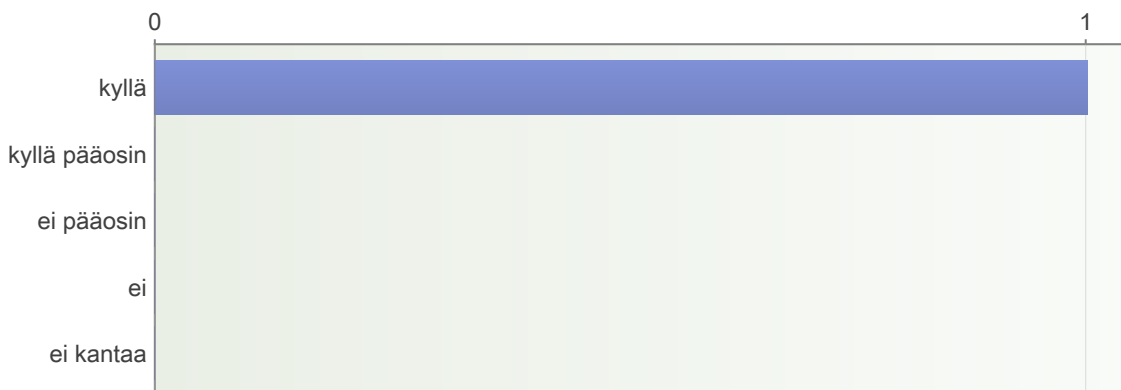 0 1
kyllä
kyllä pääosin
ei pääosin
ei
ei kantaa